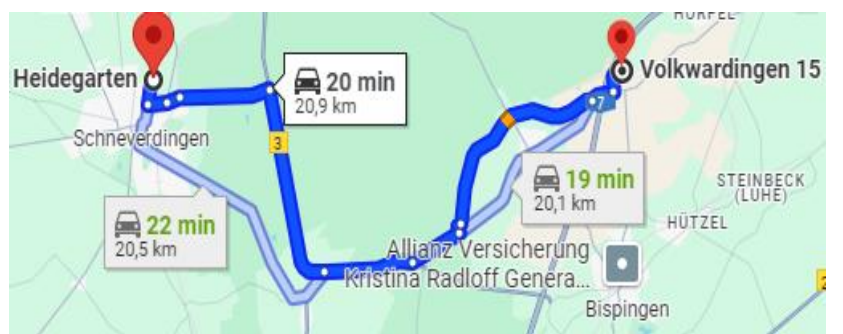 HÖRPEL
Heidegarten
20 min
20,9 km
Volkwardingen 15
7
Schneverdingen
3
19 min
20,1 km
STEINBECK
(LUHE)
22 min
20,5 km
HÜTZEL
Allianz Versicherung
Kristina Radloff Genera...
Bispingen
2